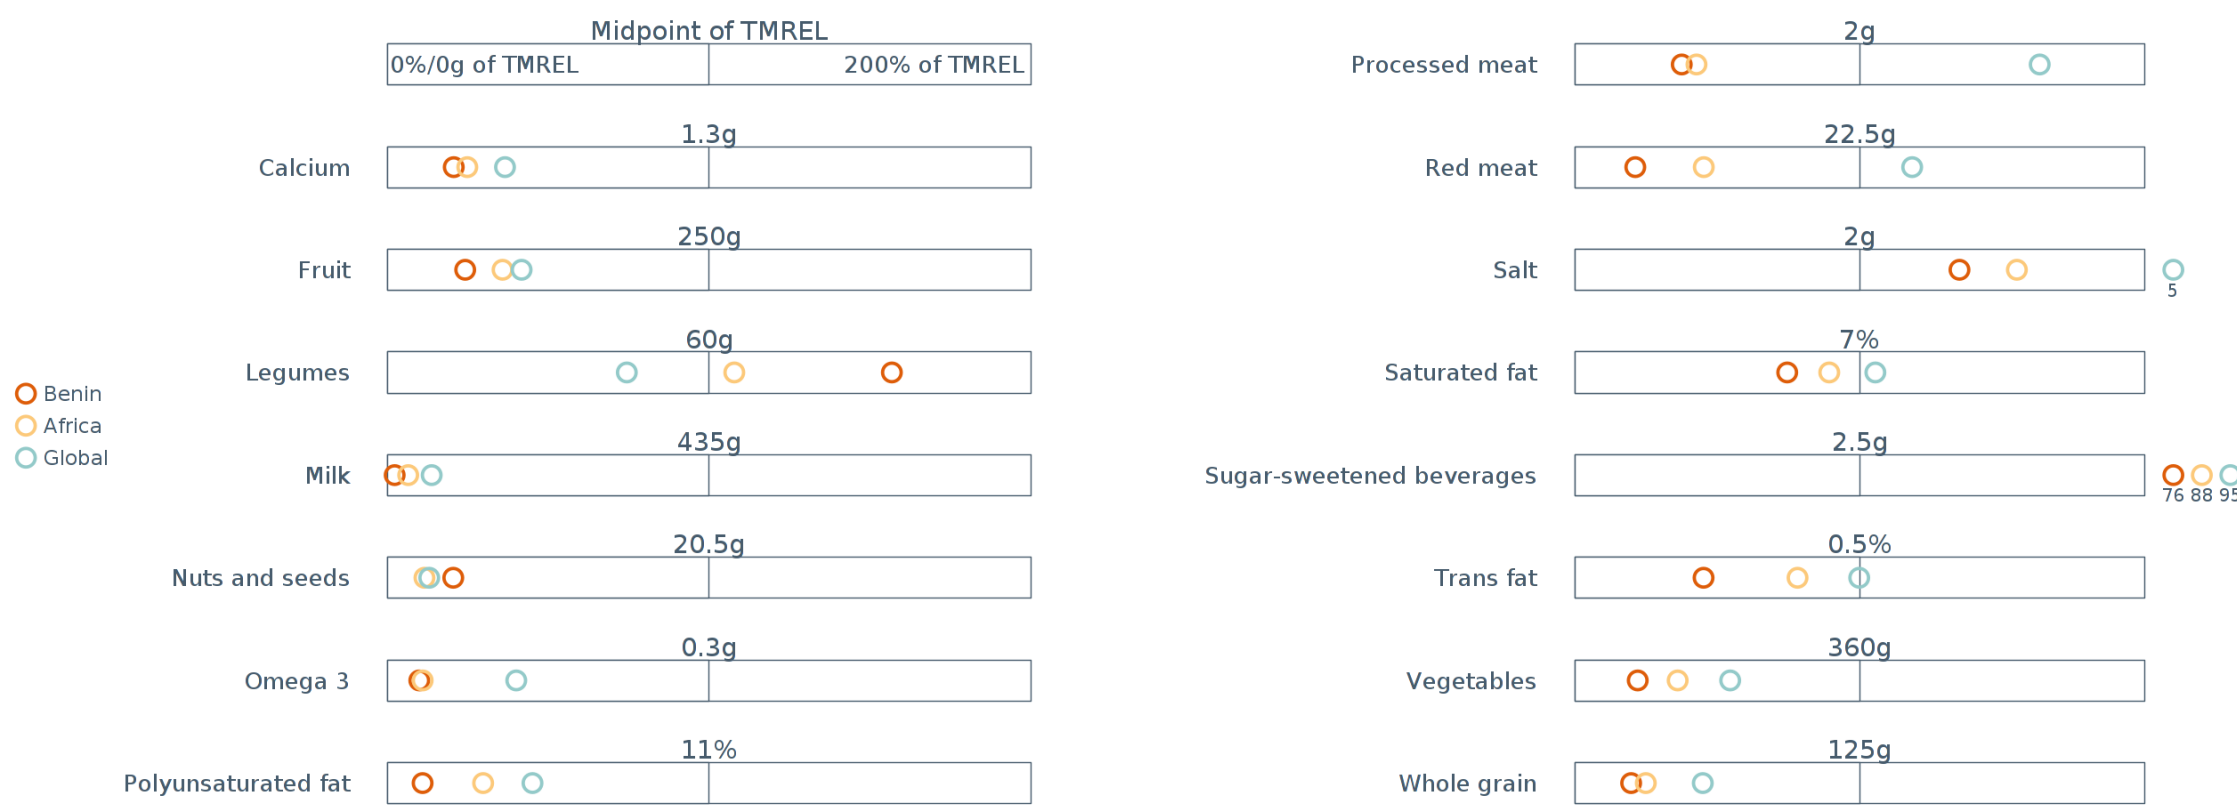 Midpoint of TMREL
0%/0g of TMREL
200% of TMREL
Calcium
1.3g
Fruit
250g
Legumes
60g
Milk
435g
Nuts and seeds
20.5g
Omega 3
0.3g
Polyunsaturated fat
11%
Benin
Africa
Global
Processed meat
2g
Red meat
22.5g
Salt
2g
5
Saturated fat
7%
Sugar-sweetened beverages
2.5g
76 88 95
Trans fat
0.5%
Vegetables
360g
Whole grain
125g